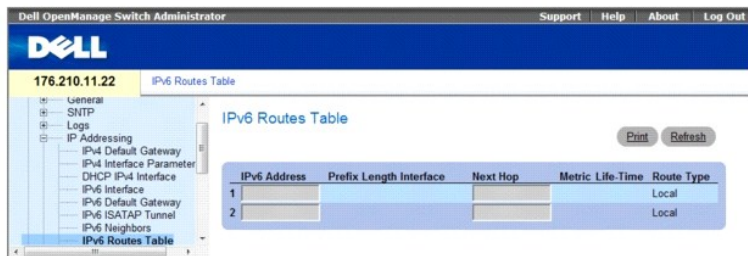 Dell OpenManage Switch Administrator Support Help About Log Out
DELL
176.210.11.22 IPv6 Routes Table
General
SNTP
Logs
IP Addressing
IPv4 Default Gateway
IPv4 Interface Parameter
DHCP IPv4 Interface
IPv6 Interface
IPv6 Default Gateway
IPv6 ISATAP Tunnel
IPv6 Neighbors
IPv6 Routes Table
IPv6 Routes Table
Print Refresh
IPv6 Address Prefix Length Interface Next Hop Metric Life-Time Route Type
1 Local
2 Local